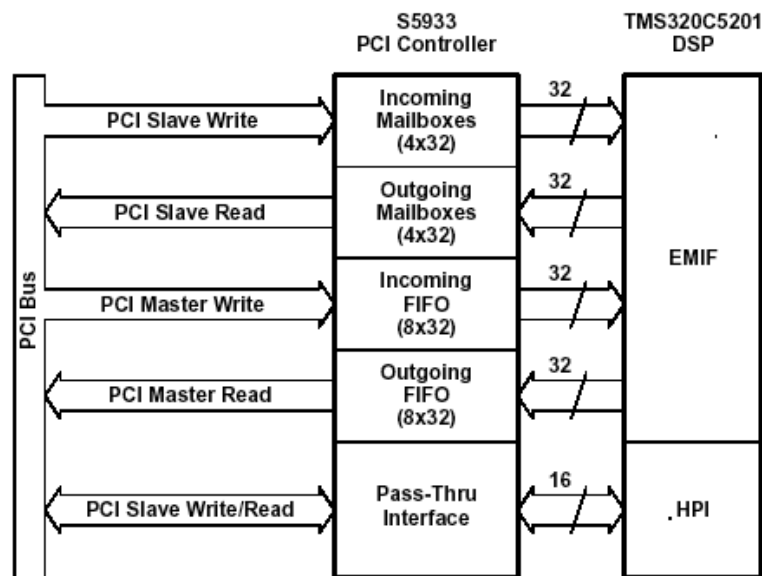 S5933
PCI Controller
TMS320C5201
DSP
PCI Bus
PCI Slave Write
Incoming
Mailboxes
(4x32)
32
PCI Slave Read
Outgoing
Mailboxes
(4x32)
32
EMIF
PCI Master Write
Incoming
FIFO
(8x32)
32
PCI Master Read
Outgoing
FIFO
(8x32)
32
PCI Slave Write/Read
Pass-Thru
Interface
16
.HPI